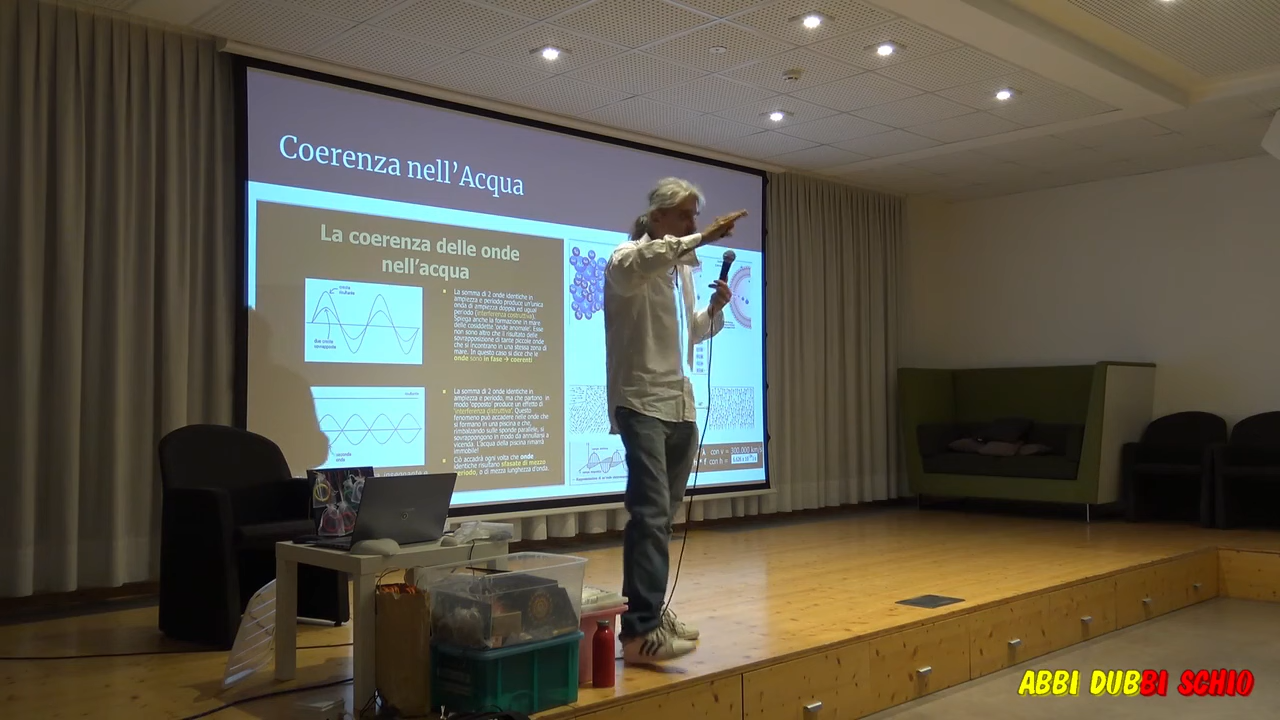 Coerenza nell'Acqua
La coerenza delle onde
nell'acqua
La somma di 2 onde identiche in
ampiezza e periodo produce un'unica
onda di ampiezza doppia ed ugual
periodo (interferenza costruttiva).
Spiega anche la formazione in mare
delle cosiddette 'onde anomale'. Esse
non sono altro che il risultato della
sovrapposizione di tante piccole onde
che si incontrano in una stessa zona di
mare. In questo caso si dice che le
onde sono in fase → coerenti
La somma di 2 onde identiche in
ampiezza e periodo, ma che partono in
modo 'opposto' produce un effetto di
'interferenza distruttiva'. Questo
fenomeno può accadere nelle onde che
si formano in una piscina e che,
rimbalzando sulle sponde parallele, si
sovrappongono in modo da annullarsi a
vicenda. L'acqua della piscina rimarrà
immobile!
Ciò accadrà ogni volta che onde
identiche risultano sfasate di mezzo
periodo, o di mezza lunghezza d'onda.
con v = 300.000 km/s
ABBI DUBBI SCHIO